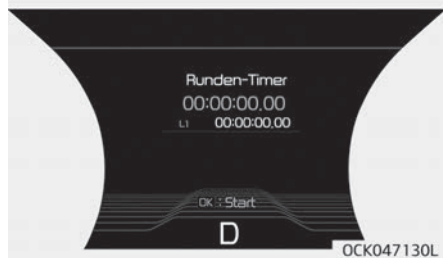 Runden-Timer
00:00:00.00
L1 00:00:00.00
OK : Start
D
OCK047130L